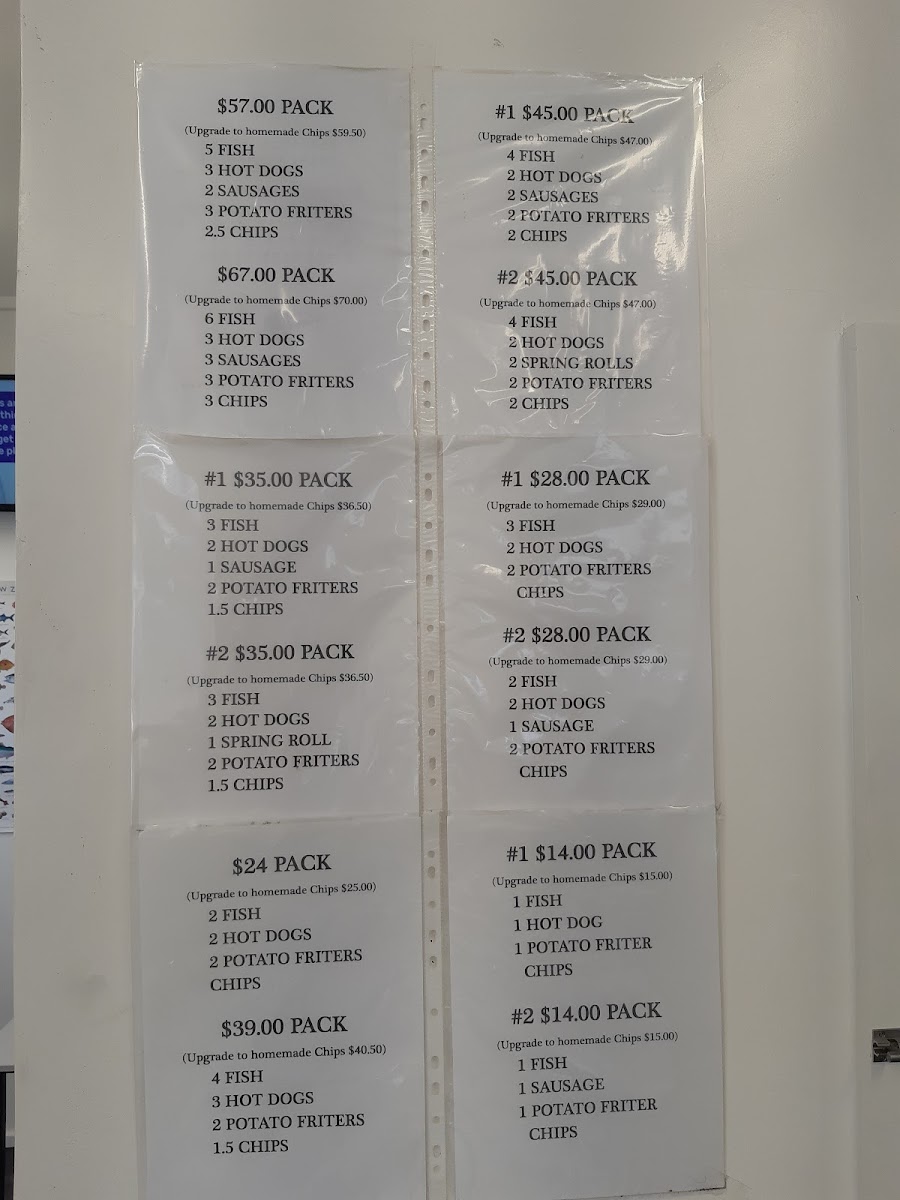 $57.00 PACK
(Upgrade to homemade Chips $59.50)
5 FISH
3 HOT DOGS
2 SAUSAGES
3 POTATO FRITERS
2.5 CHIPS
$67.00 PACK
(Upgrade to homemade Chips $70.00)
6 FISH
3 HOT DOGS
3 SAUSAGES
3 POTATO FRITERS
3 CHIPS
#1 $45.00 PACK
(Upgrade to homemade Chips $47.00)
4 FISH
2 HOT DOGS
2 SAUSAGES
2 POTATO FRITERS
2 CHIPS
#2 $45.00 PACK
(Upgrade to homemade Chips $47.00)
4 FISH
2 HOT DOGS
2 SPRING ROLLS
2 POTATO FRITERS
2 CHIPS
#1 $35.00 PACK
(Upgrade to homemade Chips $36.50)
3 FISH
2 HOT DOGS
1 SAUSAGE
2 POTATO FRITERS
1.5 CHIPS
#2 $35.00 PACK
(Upgrade to homemade Chips $36.50)
3 FISH
2 HOT DOGS
1 SPRING ROLL
2 POTATO FRITERS
1.5 CHIPS
#1 $28.00 PACK
(Upgrade to homemade Chips $29.00)
3 FISH
2 HOT DOGS
2 POTATO FRITERS
CHIPS
#2 $28.00 PACK
(Upgrade to homemade Chips $29.00)
2 FISH
2 HOT DOGS
1 SAUSAGE
2 POTATO FRITERS
CHIPS
$24 PACK
(Upgrade to homemade Chips $25.00)
2 FISH
2 HOT DOGS
2 POTATO FRITERS
CHIPS
$39.00 PACK
(Upgrade to homemade Chips $40.50)
4 FISH
3 HOT DOGS
2 POTATO FRITERS
1.5 CHIPS
#1 $14.00 PACK
(Upgrade to homemade Chips $15.00)
1 FISH
1 HOT DOG
1 POTATO FRITER
CHIPS
#2 $14.00 PACK
(Upgrade to homemade Chips $15.00)
1 FISH
1 SAUSAGE
1 POTATO FRITER
CHIPS